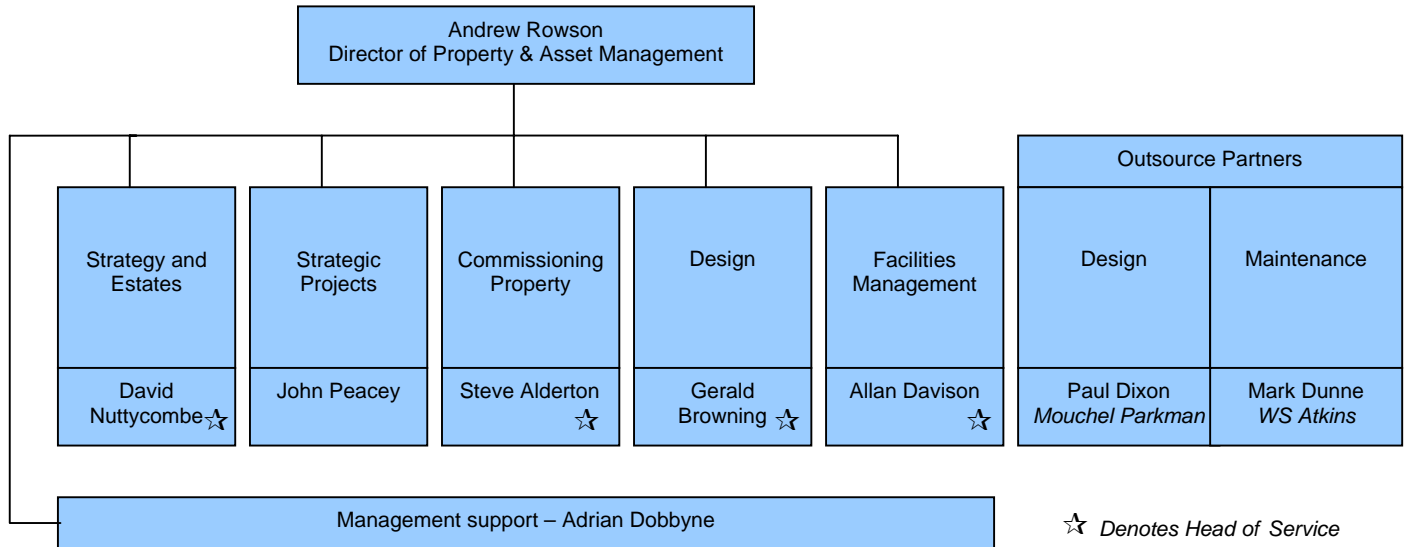 Andrew Rowson
Director of Property & Asset Management
Outsource Partners
Strategy and
Estates
David
Nuttycombe☆
Strategic
Projects
John Peacey
Commissioning
Property
Steve Alderton
☆
Design
Gerald
Browning ☆
Facilities
Management
Allan Davison
☆
Design
Paul Dixon
Mouchel Parkman
Maintenance
Mark Dunne
WS Atkins
Management support – Adrian Dobbyne
☆ Denotes Head of Service